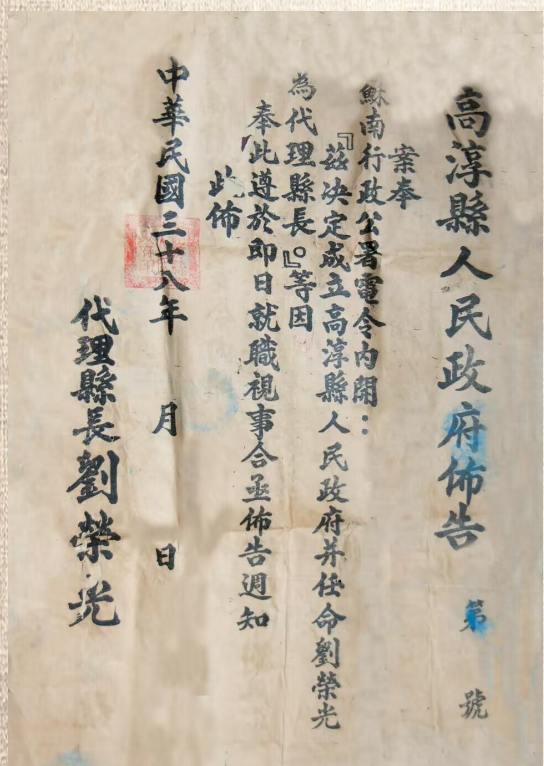 高淳縣人民政府佈告 第 號
案奉
蘇南行政公署電令內開：
『茲决定成立高淳縣人民政府并任命劉榮光
為代理縣長。』等因
奉此遵於即日就職視事合亟佈告週知
此佈
中華民國三十八年 月 日
代理縣長劉榮光